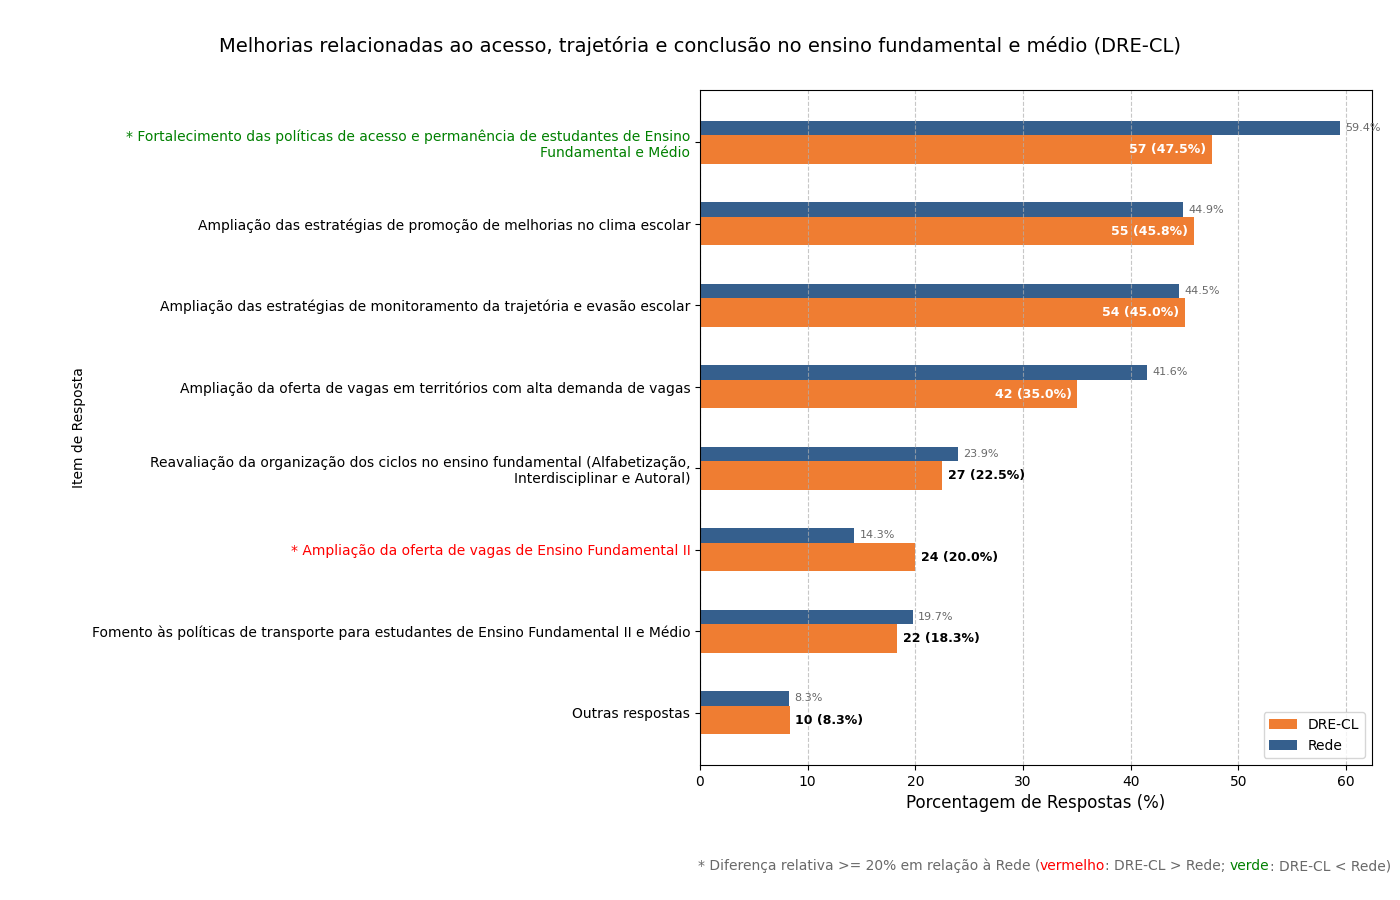 Melhorias relacionadas ao acesso, trajetória e conclusão no ensino fundamental e médio (DRE-CL)
* Fortalecimento das políticas de acesso e permanência de estudantes de Ensino
Fundamental e Médio
59.4%
57 (47.5%)
Ampliação das estratégias de promoção de melhorias no clima escolar
44.9%
55 (45.8%)
Ampliação das estratégias de monitoramento da trajetória e evasão escolar
44.5%
54 (45.0%)
Ampliação da oferta de vagas em territórios com alta demanda de vagas
41.6%
42 (35.0%)
Item de Resposta
Reavaliação da organização dos ciclos no ensino fundamental (Alfabetização,
Interdisciplinar e Autoral)
23.9%
27 (22.5%)
* Ampliação da oferta de vagas de Ensino Fundamental II
14.3%
24 (20.0%)
Fomento às políticas de transporte para estudantes de Ensino Fundamental II e Médio
19.7%
22 (18.3%)
Outras respostas
8.3%
10 (8.3%)
DRE-CL
Rede
0 10 20 30 40 50 60
Porcentagem de Respostas (%)
* Diferença relativa >= 20% em relação à Rede (vermelho: DRE-CL > Rede; verde: DRE-CL < Rede)